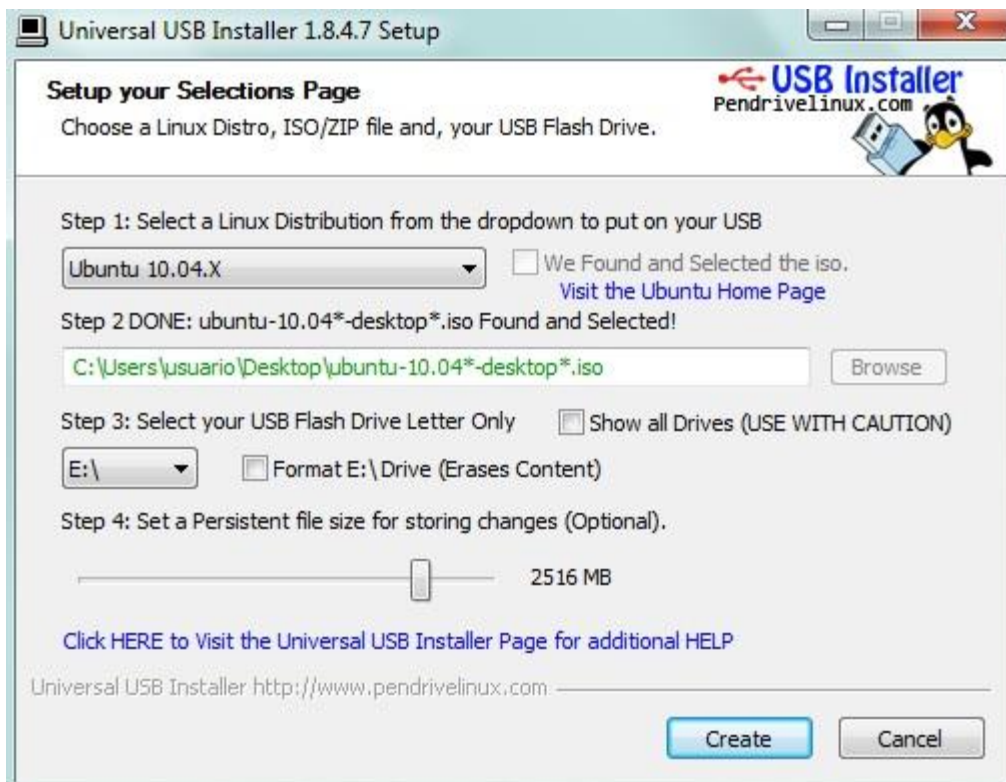 Universal USB Installer 1.8.4.7 Setup
Setup your Selections Page
Choose a Linux Distro, ISO/ZIP file and, your USB Flash Drive.
USB Installer
Pendrivelinux.com
Step 1: Select a Linux Distribution from the dropdown to put on your USB
Ubuntu 10.04.X
We Found and Selected the iso.
Visit the Ubuntu Home Page
Step 2 DONE: ubuntu-10.04*-desktop*.iso Found and Selected!
C:\Users\usuario\Desktop\ubuntu-10.04*-desktop*.iso
Browse
Step 3: Select your USB Flash Drive Letter Only
Show all Drives (USE WITH CAUTION)
E:\
Format E:\ Drive (Erases Content)
Step 4: Set a Persistent file size for storing changes (Optional).
2516 MB
Click HERE to Visit the Universal USB Installer Page for additional HELP
Universal USB Installer http://www.pendrivelinux.com
Create
Cancel